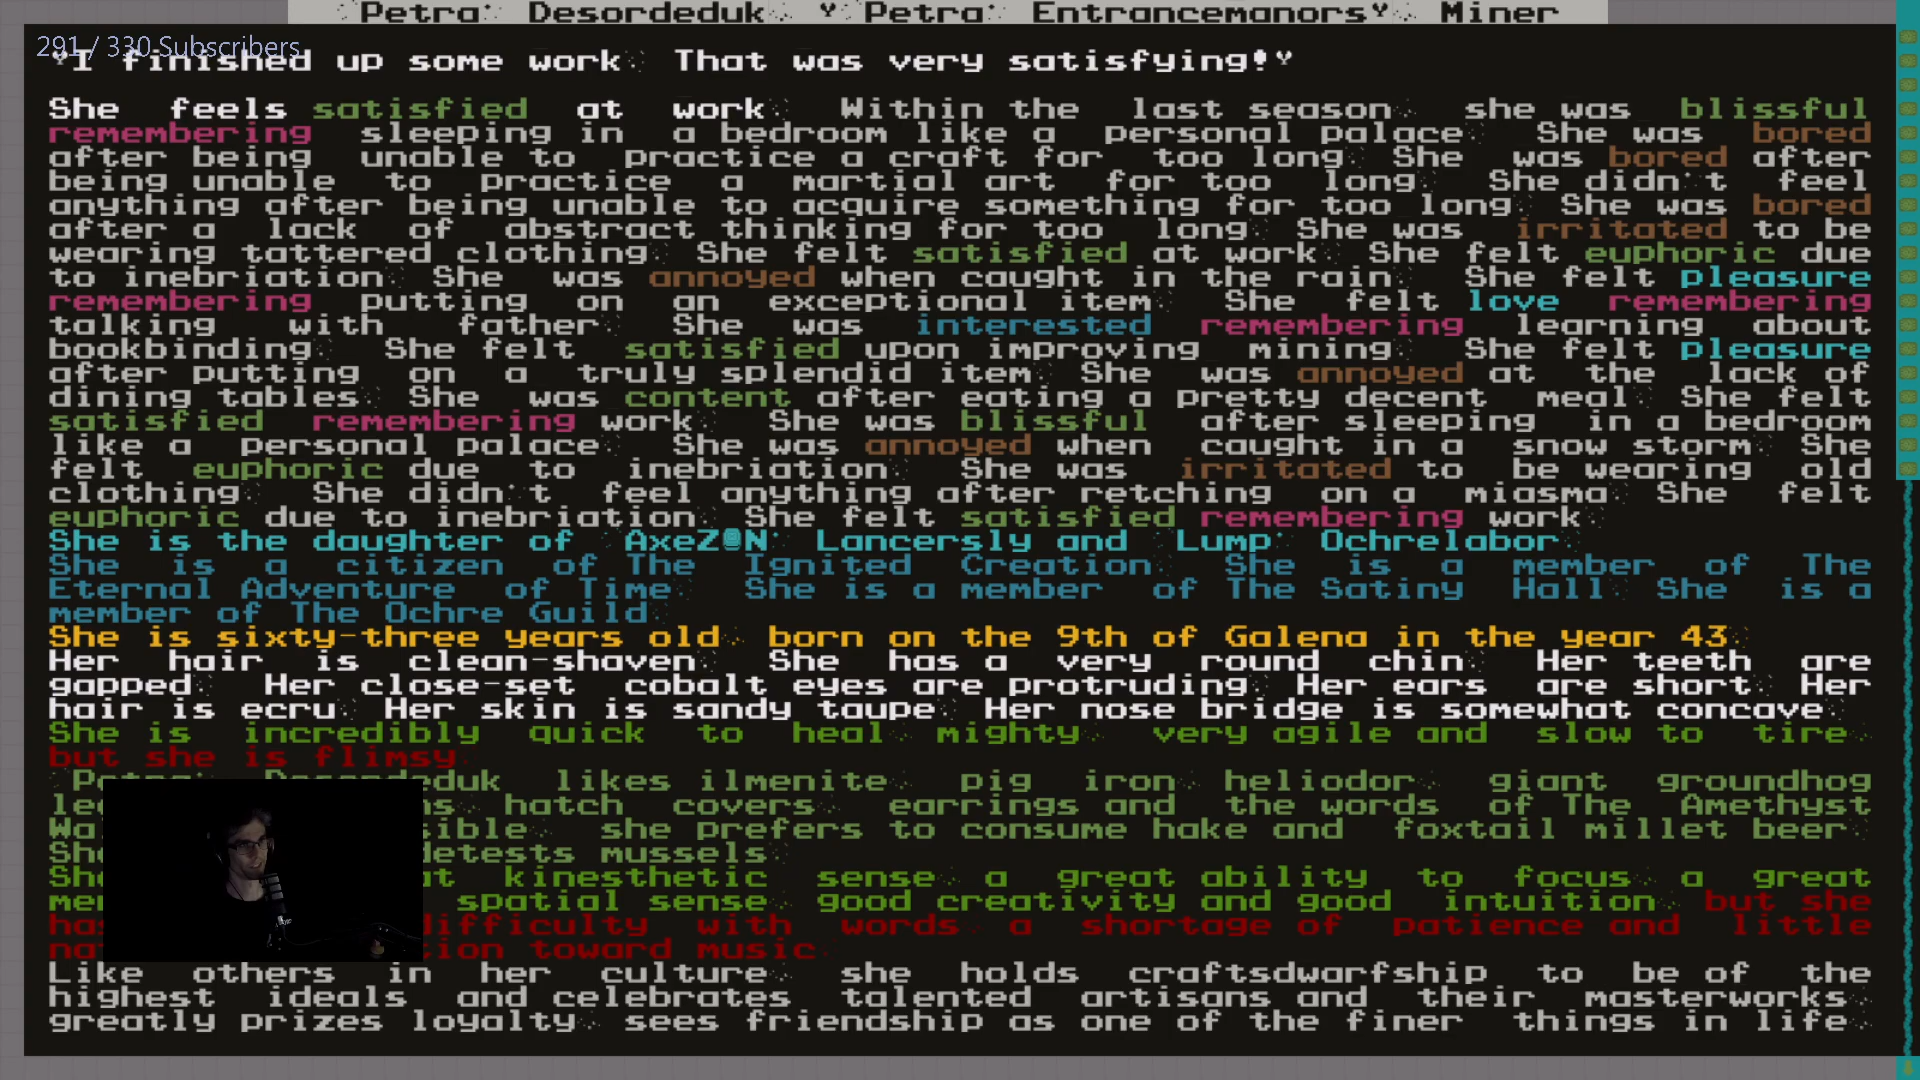 `Petra' Desordeduk, "Petra' Entrancemanors", Miner
291 / 330 Subscribers
"I finished up some work. That was very satisfying!"
She feels satisfied at work. Within the last season, she was blissful
remembering sleeping in a bedroom like a personal palace. She was bored
after being unable to practice a craft for too long. She was bored after
being unable to practice a martial art for too long. She didn't feel
anything after being unable to acquire something for too long. She was bored
after a lack of abstract thinking for too long. She was irritated to be
wearing tattered clothing. She felt satisfied at work. She felt euphoric due
to inebriation. She was annoyed when caught in the rain. She felt pleasure
remembering putting on an exceptional item. She felt love remembering
talking with father. She was interested remembering learning about
bookbinding. She felt satisfied upon improving mining. She felt pleasure
after putting on a truly splendid item. She was annoyed at the lack of
dining tables. She was content after eating a pretty decent meal. She felt
satisfied remembering work. She was blissful after sleeping in a bedroom
like a personal palace. She was annoyed when caught in a snow storm. She
felt euphoric due to inebriation. She was irritated to be wearing old
clothing. She didn't feel anything after retching on a miasma. She felt
euphoric due to inebriation. She felt satisfied remembering work.
She is the daughter of `AxeZ@N' Lancersly and `Lump' Ochrelabor.
She is a citizen of The Ignited Creation. She is a member of The
Eternal Adventure of Time. She is a member of The Satiny Hall. She is a
member of The Ochre Guild.
She is sixty-three years old, born on the 9th of Galena in the year 43.
Her hair is clean-shaven. She has a very round chin. Her teeth are
gapped. Her close-set cobalt eyes are protruding. Her ears are short. Her
hair is ecru. Her skin is sandy taupe. Her nose bridge is somewhat concave.
She is incredibly quick to heal, mighty, very agile and slow to tire,
but she is flimsy.
`Petra' Desordeduk likes ilmenite, pig iron, heliodor, giant groundhog
hatch covers, earrings and the words of The Amethyst
she prefers to consume hake and foxtail millet beer.
detests mussels.
kinesthetic sense, a great ability to focus, a great
spatial sense, good creativity and good intuition, but she
difficulty with words, a shortage of patience and little
toward music.
Like others in her culture, she holds craftsdwarfship to be of the
highest ideals and celebrates talented artisans and their masterworks,
greatly prizes loyalty, sees friendship as one of the finer things in life,